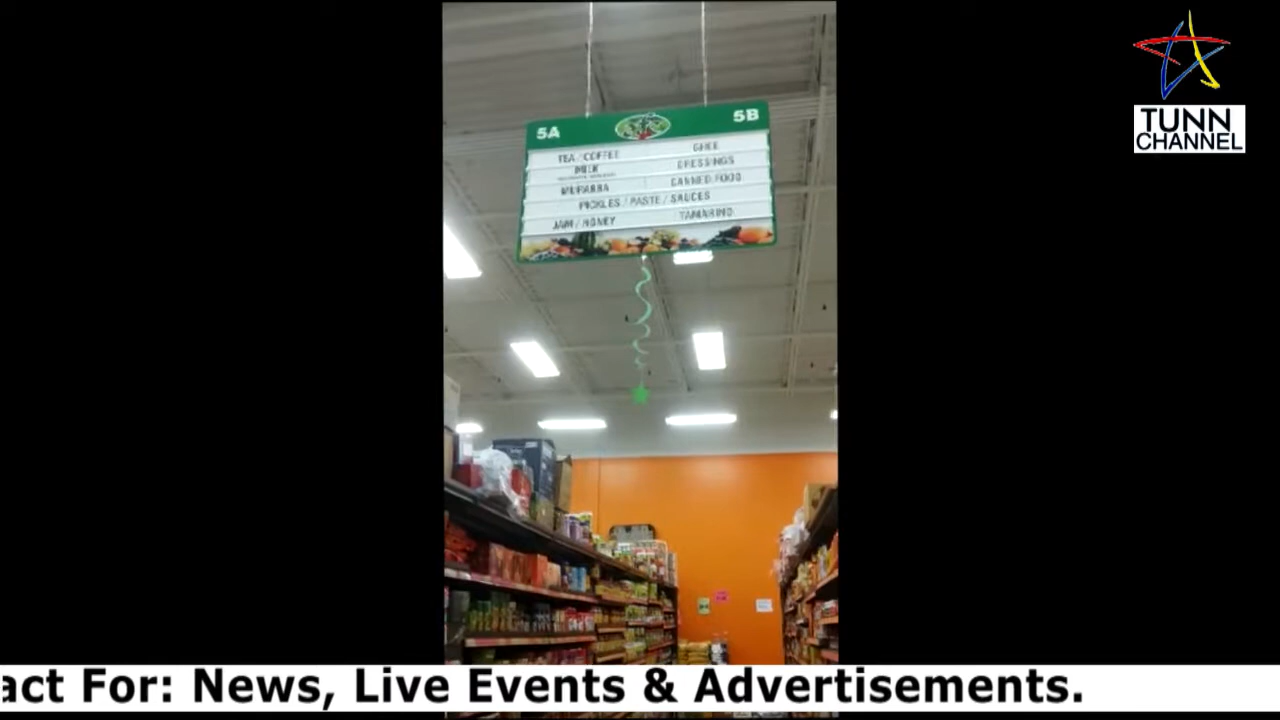 TUNN
CHANNEL
5A
5B
TEA / COFFEE
GHEE
MILK
DRESSINGS
MURABBA
CANNED FOOD
PICKLES / PASTE / SAUCES
JAM / HONEY
TAMARIND
act For: News, Live Events & Advertisements.